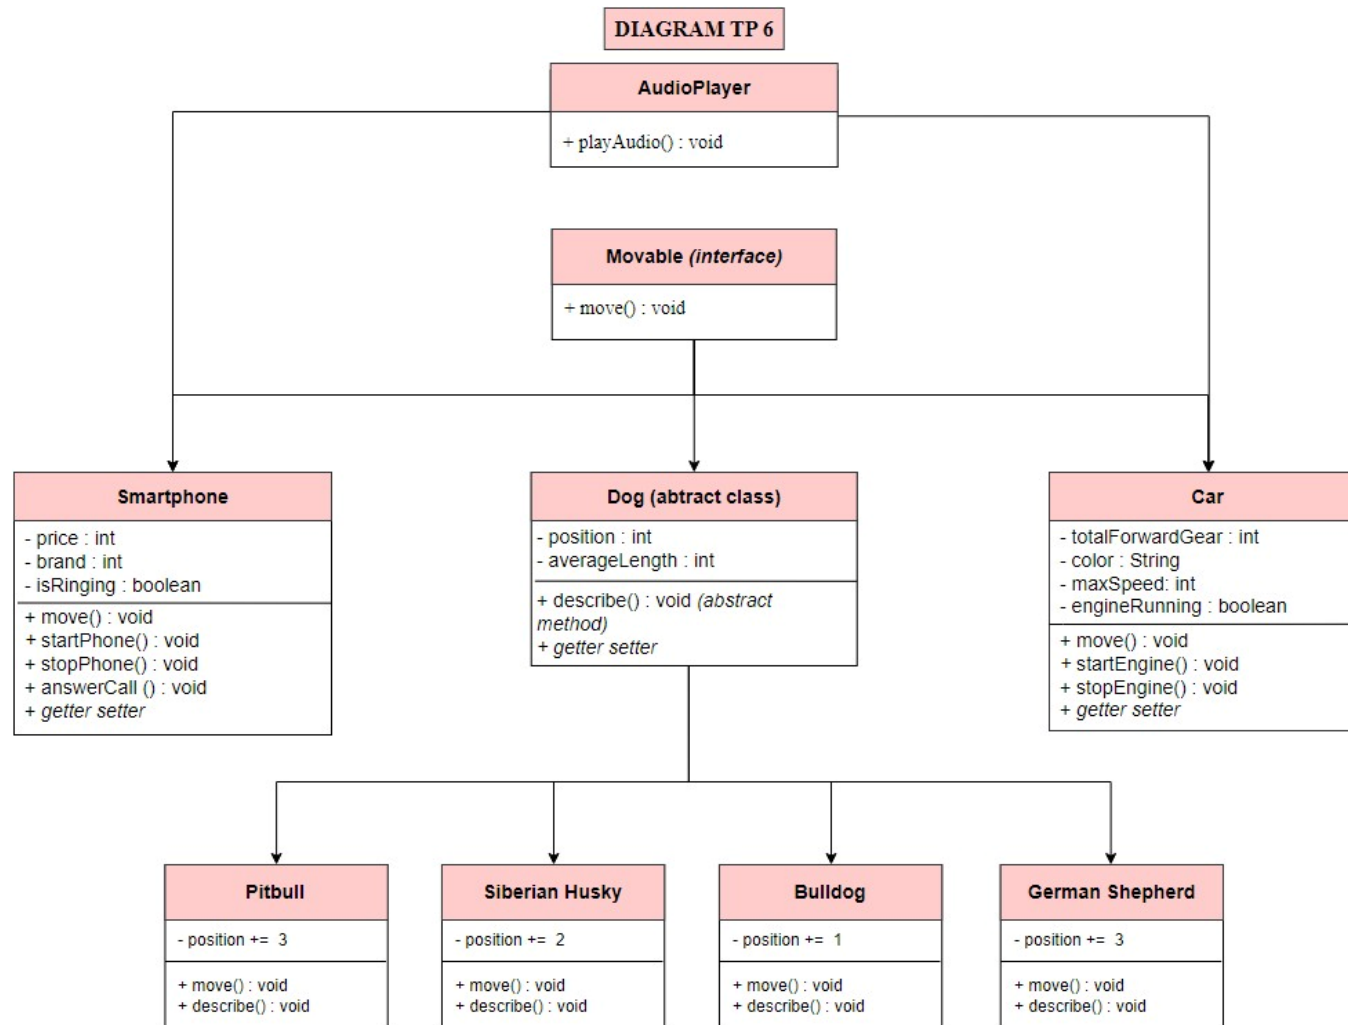 DIAGRAM TP 6
AudioPlayer
+ playAudio() : void
Movable (interface)
+ move() : void
Smartphone
- price : int
- brand : int
- isRinging : boolean
+ move() : void
+ startPhone() : void
+ stopPhone() : void
+ answerCall () : void
+ getter setter
Dog (abtract class)
- position : int
- averageLength : int
+ describe() : void (abstract
method)
+ getter setter
Car
- totalForwardGear : int
- color : String
- maxSpeed: int
- engineRunning : boolean
+ move() : void
+ startEngine() : void
+ stopEngine() : void
+ getter setter
Pitbull
- position += 3
+ move() : void
+ describe() : void
Siberian Husky
- position += 2
+ move() : void
+ describe() : void
Bulldog
- position += 1
+ move() : void
+ describe() : void
German Shepherd
- position += 3
+ move() : void
+ describe() : void